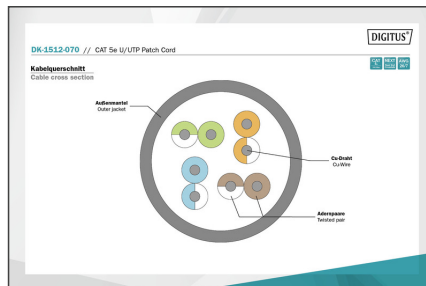 DIGITUS®
DK-1512-070 // CAT 5e U/UTP Patch Cord
Kabelquerschnitt
Cable cross section
Außenmantel
Outer jacket
Cu-Draht
Cu-Wire
Aderspaare
Twisted pair